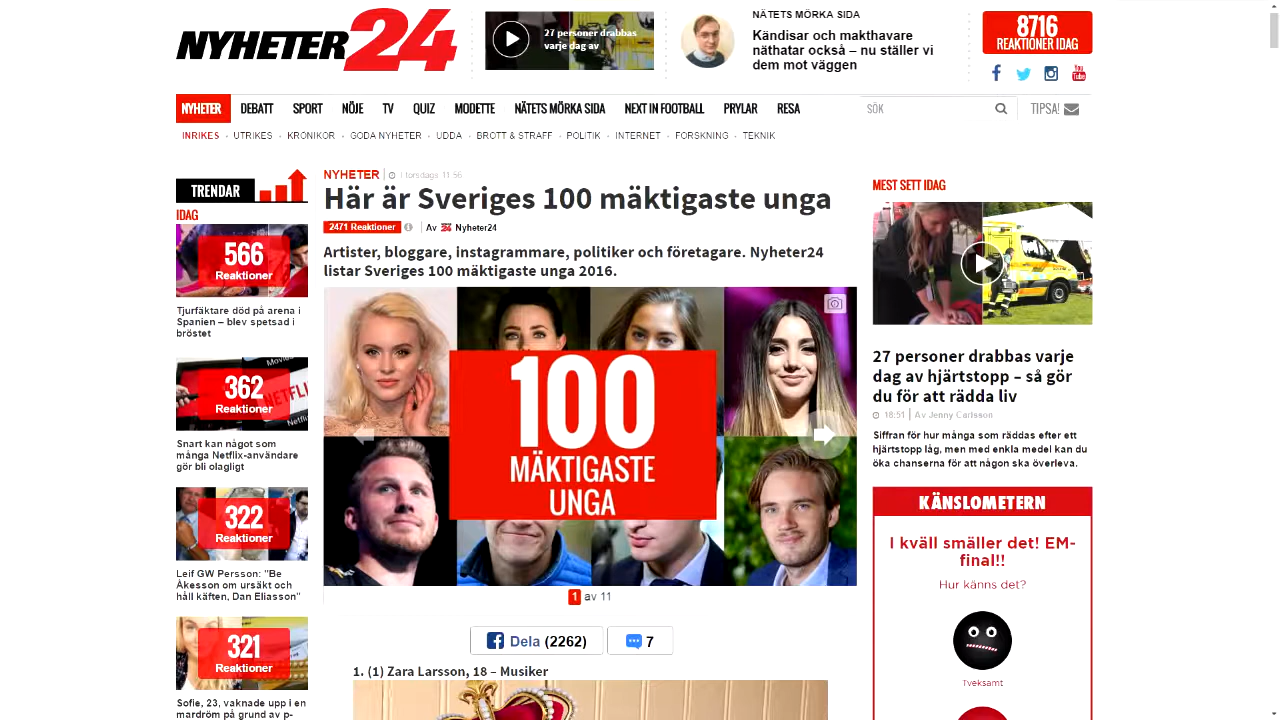 NYHETER24
27 personer drabbas
varje dag av
NÄTETS MÖRKA SIDA
Kändisar och makthavare
näthatar också – nu ställer vi
dem mot väggen
8716
REAKTIONER IDAG
You
Tube
NYHETER DEBATT SPORT NÖJE TV QUIZ MODETTE NÄTETS MÖRKA SIDA NEXT IN FOOTBALL PRYLAR RESA SÖK TIPSA!
INRIKES • UTRIKES • KRONIKOR • GODA NYHETER • UDDA • BROTT & STRAFF • POLITIK • INTERNET • FORSKNING • TEKNIK
TRENDAR
IDAG
566
Reaktioner
Tjurfäktare död på arena i
Spanien – blev spetsad i
bröstet
Movies
NETFLIX
Netflix
362
Reaktioner
Snart kan något som
många Netflix-användare
gör bli olagligt
322
Reaktioner
Leif GW Persson: "Be
Åkesson om ursäkt och
håll käften, Dan Eliasson"
321
Reaktioner
Sofie, 23, vaknade upp i en
mardröm på grund av p-
NYHETER | I torsdags 11:56
Här är Sveriges 100 mäktigaste unga
2471 Reaktioner | Av 24 Nyheter24
Artister, bloggare, instagrammare, politiker och företagare. Nyheter24
listar Sveriges 100 mäktigaste unga 2016.
100
MÄKTIGASTE
UNGA
1 av 11
Dela (2262) 7
1. (1) Zara Larsson, 18 – Musiker
MEST SETT IDAG
27 personer drabbas varje
dag av hjärtstopp – så gör
du för att rädda liv
18:51 | Av Jenny Carlsson
Siffran för hur många som räddas efter ett
hjärtstopp låg, men med enkla medel kan du
öka chanserna för att någon ska överleva.
KÄNSLOMETERN
I kväll smäller det! EM-
final!!
Hur känns det?
Tveksamt